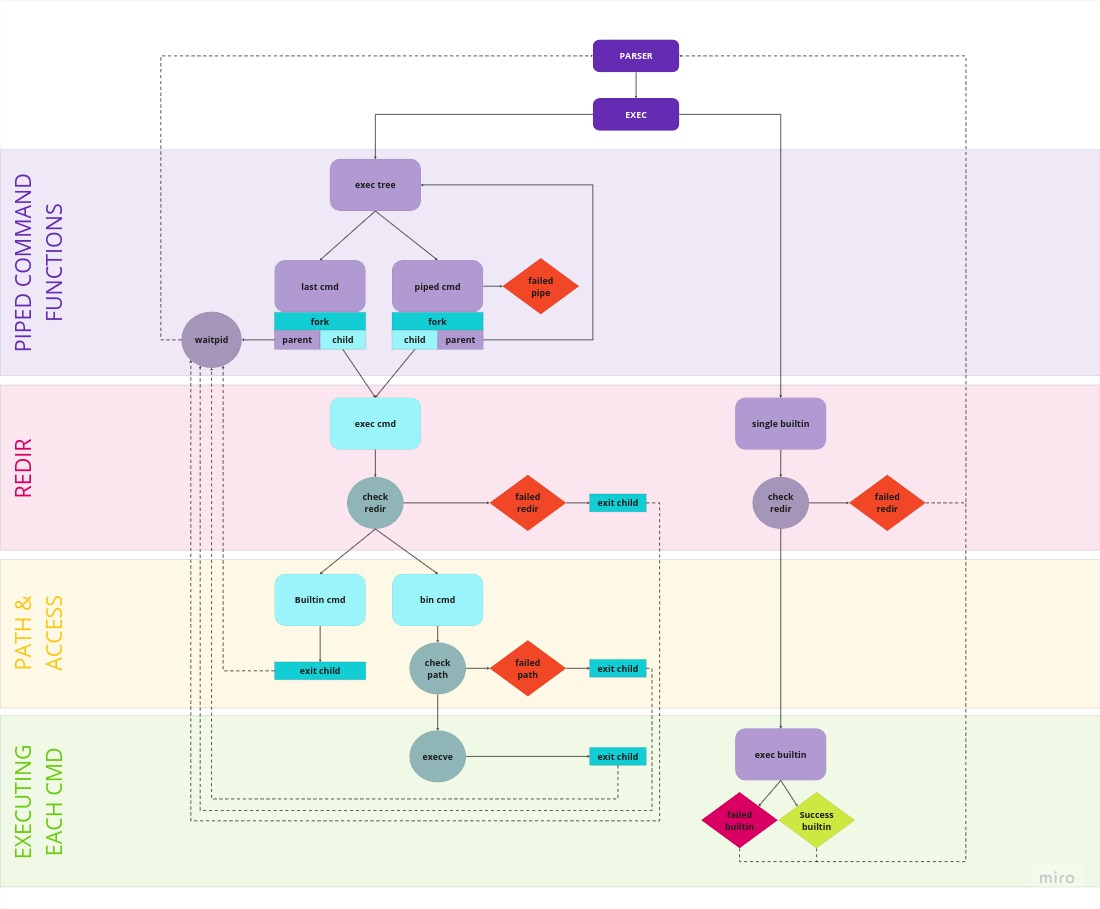 PARSER
EXEC
PIPED COMMAND
FUNCTIONS
exec tree
last cmd
piped cmd
failed
pipe
fork
fork
parent
child
child
parent
waitpid
REDIR
exec cmd
single builtin
check
redir
failed
redir
exit child
check
redir
failed
redir
PATH &
ACCESS
Builtin cmd
bin cmd
exit child
check
path
failed
path
exit child
EXECUTING
EACH CMD
execve
exit child
exec builtin
failed
builtin
Success
builtin
miro